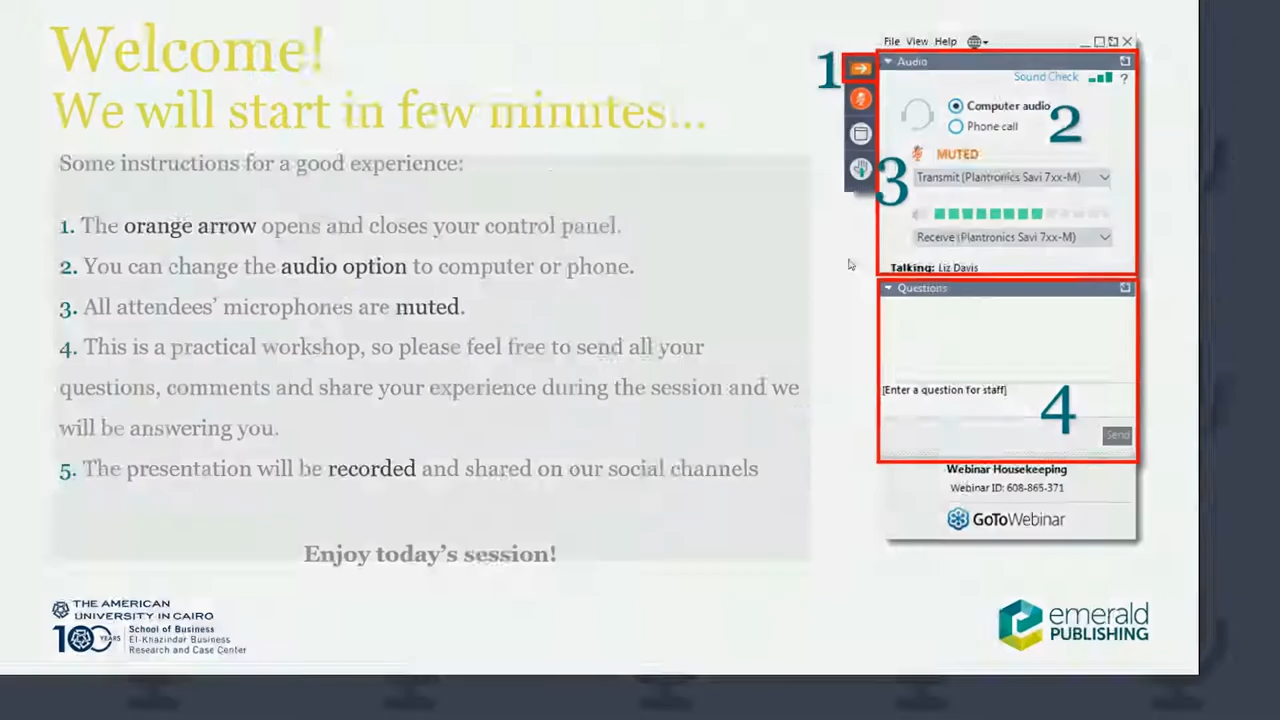 Welcome!
We will start in few minutes...
Some instructions for a good experience:
1. The orange arrow opens and closes your control panel.
2. You can change the audio option to computer or phone.
3. All attendees’ microphones are muted.
4. This is a practical workshop, so please feel free to send all your
questions, comments and share your experience during the session and we
will be answering you.
5. The presentation will be recorded and shared on our social channels
Enjoy today’s session!
File View Help
1
Audio
Sound Check ?
Computer audio
2
Phone call
MUTED
3
Transmit (Plantronics Savi 7xx-M)
Receive (Plantronics Savi 7xx-M)
Talking: Liz Davis
Questions
[Enter a question for staff]
4
Send
Webinar Housekeeping
Webinar ID: 608-865-371
GoToWebinar
THE AMERICAN
UNIVERSITY IN CAIRO
100 YEARS
School of Business
El-Khazindar Business
Research and Case Center
emerald
PUBLISHING